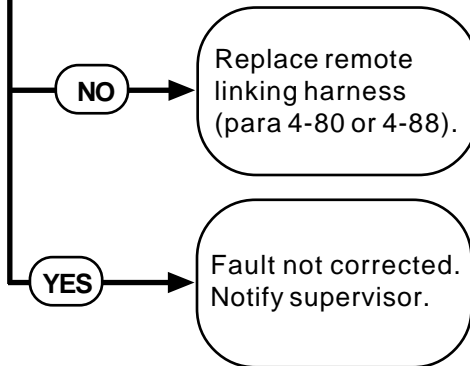 NO
Replace remote
linking harness
(para 4-80 or 4-88).
YES
Fault not corrected.
Notify supervisor.